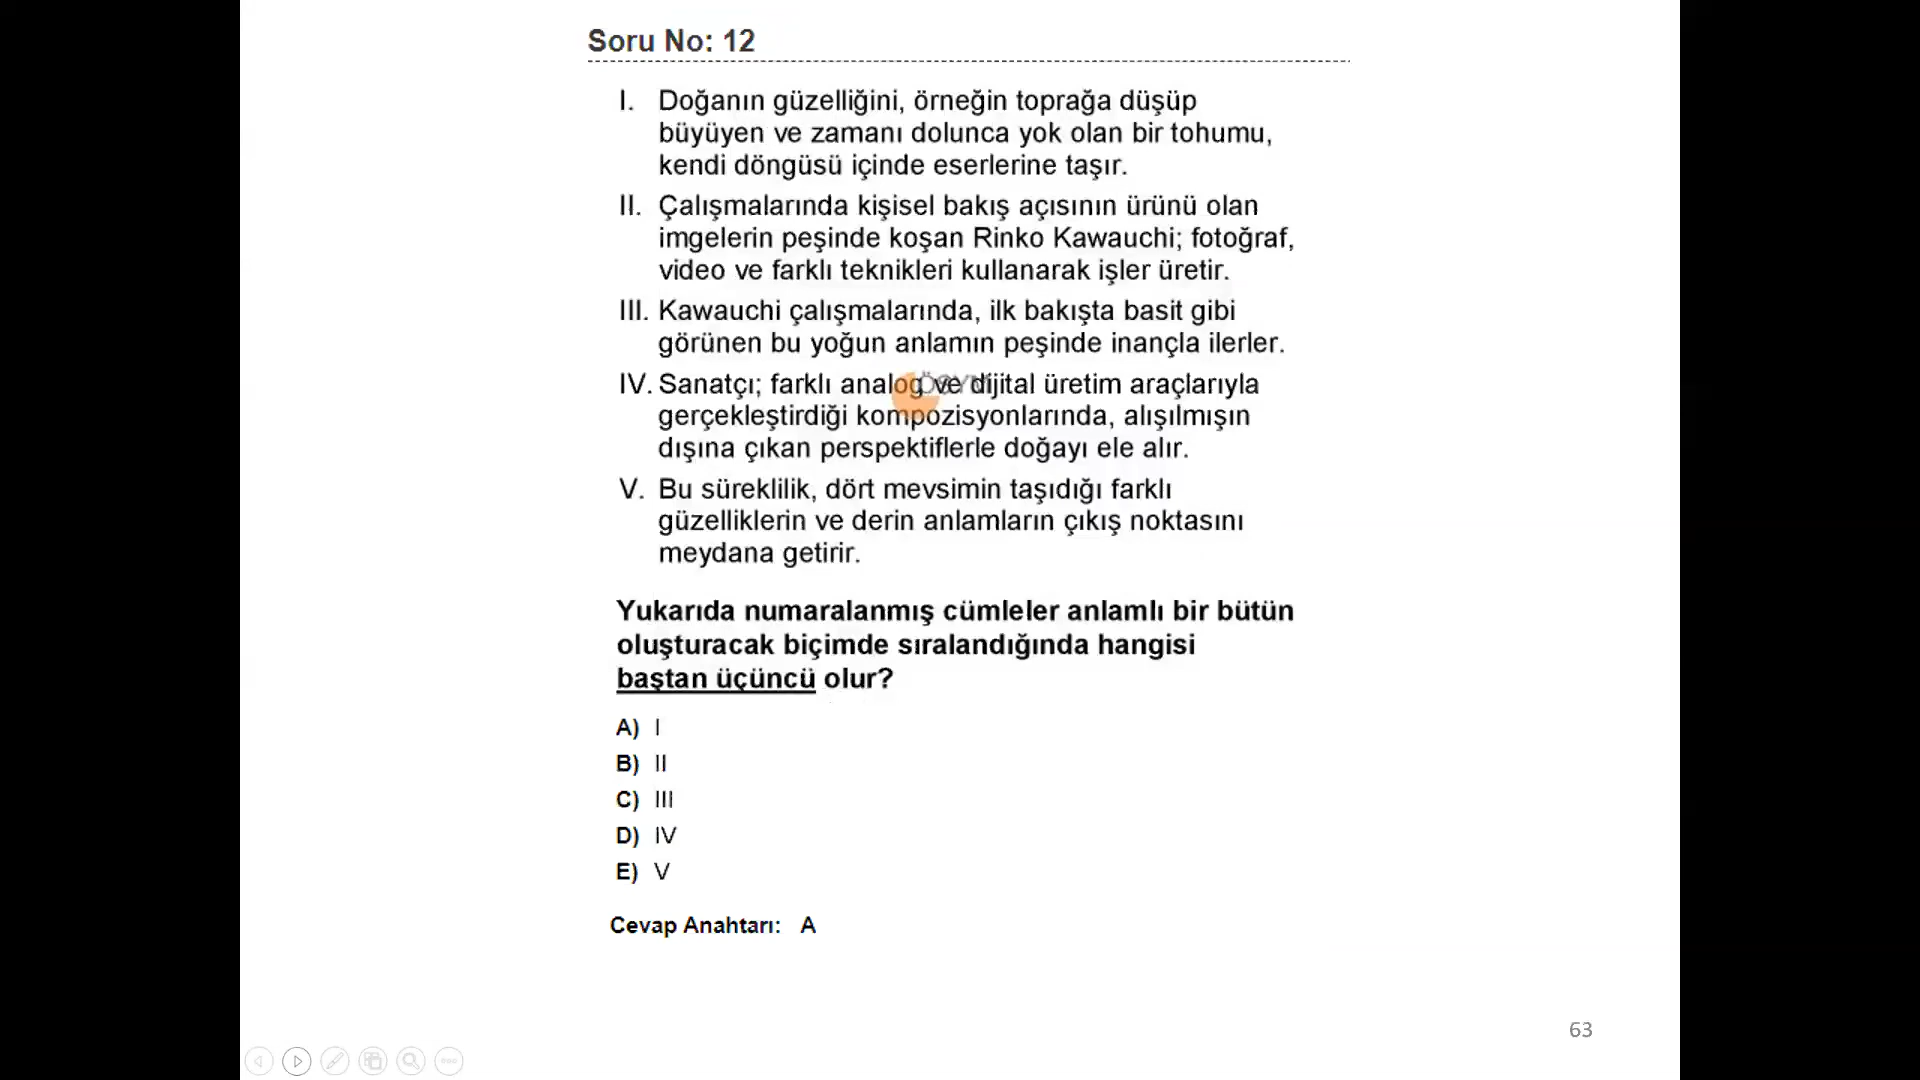 Soru No: 12
I. Doğanın güzelliğini, örneğin toprağa düşüp
büyüyen ve zamanı dolunca yok olan bir tohumu,
kendi döngüsü içinde eserlerine taşır.
II. Çalışmalarında kişisel bakış açısının ürünü olan
imgelerin peşinde koşan Rinko Kawauchi; fotoğraf,
video ve farklı teknikleri kullanarak işler üretir.
III. Kawauchi çalışmalarında, ilk bakışta basit gibi
görünen bu yoğun anlamın peşinde inançla ilerler.
IV. Sanatçı; farklı analog ve dijital üretim araçlarıyla
gerçekleştirdiği kompozisyonlarında, alışılmışın
dışına çıkan perspektiflerle doğayı ele alır.
V. Bu süreklilik, dört mevsimin taşıdığı farklı
güzelliklerin ve derin anlamların çıkış noktasını
meydana getirir.
ÖSYM
Yukarıda numaralanmış cümleler anlamlı bir bütün
oluşturacak biçimde sıralandığında hangisi
baştan üçüncü olur?
A) I
B) II
C) III
D) IV
E) V
Cevap Anahtarı: A
63